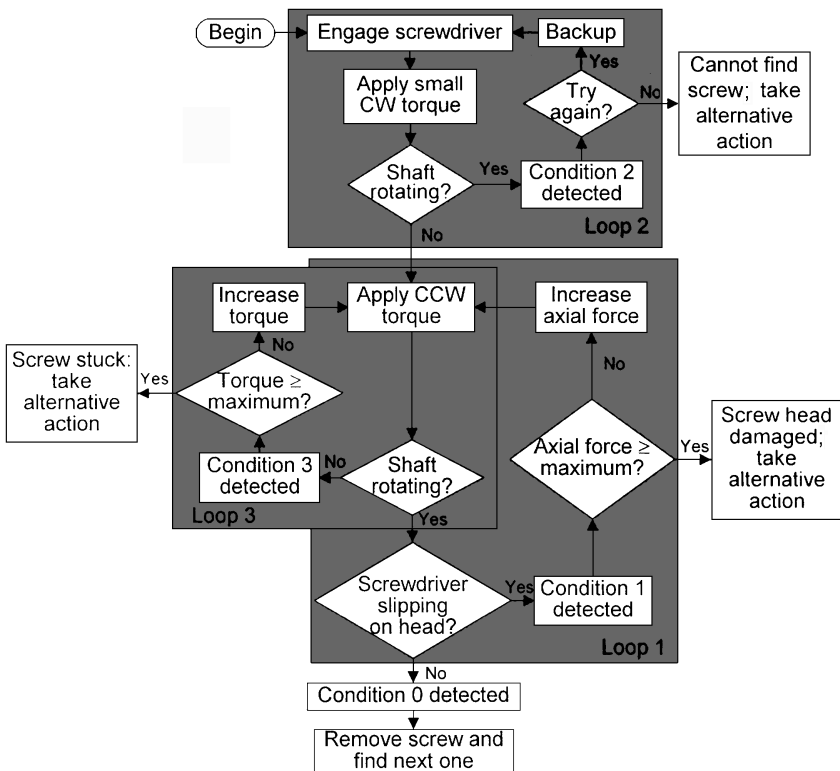 Begin
Engage screwdriver
Backup
Yes
Apply small
CW torque
Try
again?
No
Cannot find
screw; take
alternative
action
Shaft
rotating?
Yes
Condition 2
detected
Loop 2
No
Increase
torque
Apply CCW
torque
Increase
axial force
No
No
Screw stuck:
take
alternative
action
Yes
Torque ≥
maximum?
Axial force ≥
maximum?
Yes
Screw head
damaged;
take
alternative
action
Condition 3
detected
No
Shaft
rotating?
Loop 3
Yes
Screwdriver
slipping
on head?
Yes
Condition 1
detected
Loop 1
No
Condition 0 detected
Remove screw and
find next one